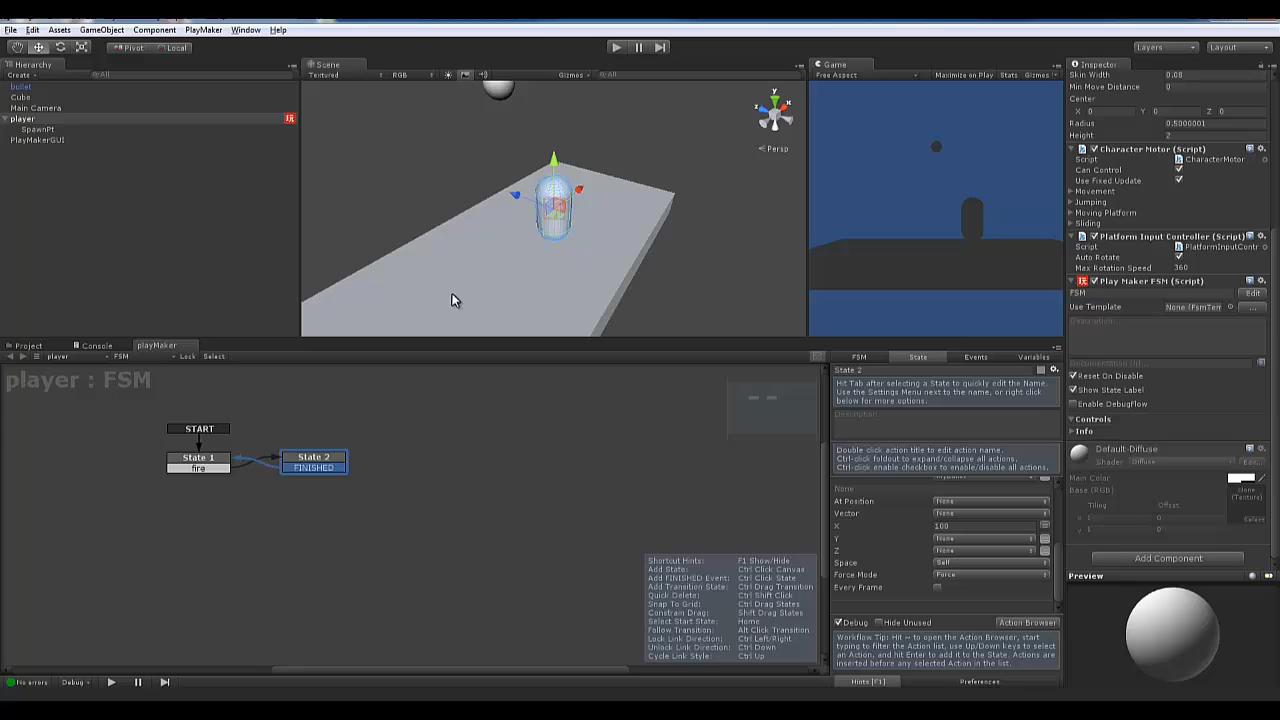 File Edit Assets GameObject Component PlayMaker Window Help
Pivot Local Layers Layout
Hierarchy Scene Game Inspector
Create All Textured RGB Gizmos All Free Aspect Maximize on Play Stats Gizmos
bullet
Cube
Main Camera
player
SpawnPt
PlayMakerGUI
y
x
z
Persp
Skin Width 0.08
Min Move Distance 0
Center
X 0 Y 0 Z 0
Radius 0.5000001
Height 2
Character Motor (Script)
Script CharacterMotor
Can Control
Use Fixed Update
Movement
Jumping
Moving Platform
Sliding
Platform Input Controller (Script)
Script PlatformInputContr
Auto Rotate
Max Rotation Speed 360
Play Maker FSM (Script)
FSM Edit
Use Template None (FsmTem ...
Description...
Documentation Url...
Reset On Disable
Show State Label
Enable DebugFlow
Controls
Info
Default-Diffuse
Shader Diffuse Edit...
Main Color
Base (RGB)
None
(Texture)
Tiling Offset
x 1 0
y 1 0
Select
Add Component
Preview
Project Console playMaker
player FSM Lock Select
player : FSM
START
State 1
fire
State 2
FINISHED
Shortcut Hints: F1 Show/Hide
Add State: Ctrl Click Canvas
Add FINISHED Event: Ctrl Click State
Add Transition State: Ctrl Drag Transition
Quick Delete: Ctrl Shift Click
Snap To Grid: Ctrl Drag States
Constrain Drag: Shift Drag States
Select Start State: Home
Follow Transition: Alt Click Transition
Lock Link Direction: Ctrl Left/Right
Unlock Link Direction: Ctrl Down
Cycle Link Style: Ctrl Up
FSM State Events Variables
State 2
Hit Tab after selecting a State to quickly edit the Name.
Use the Settings Menu next to the name, or right click
below for more options.
Description...
Double click action title to edit action name.
Ctrl-click foldout to expand/collapse all actions.
Ctrl-click enable checkbox to enable/disable all actions.
None
At Position None
Vector None
X 100
Y None
Z None
Space Self
Force Mode Force
Every Frame
Debug Hide Unused Action Browser
Workflow Tip: Hit ~ to open the Action Browser, start
typing to filter the Action list, use Up/Down keys to select
an Action, and hit Enter to add it to the State. Actions are
inserted before any selected Action in the list.
Hints [F1] Preferences
No errors Debug